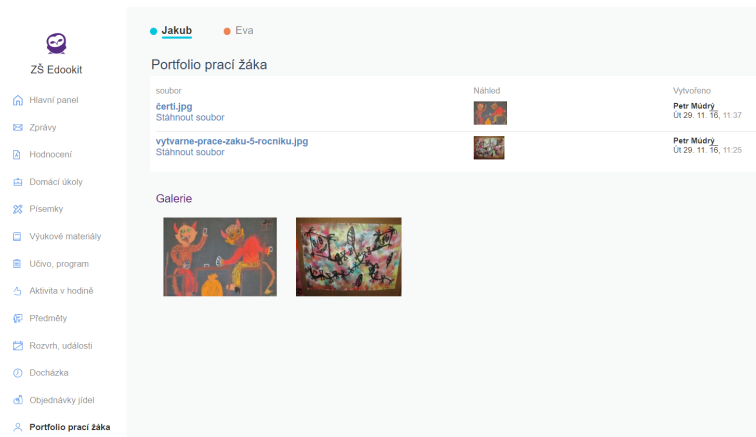 ZŠ Edookit
Hlavní panel
Zprávy
Hodnocení
Domácí úkoly
Písemky
Výukové materiály
Učivo, program
Aktivita v hodině
Předměty
Rozvrh, události
Docházka
Objednávky jídel
Portfolio prací žáka
Jakub Eva
Portfolio prací žáka
soubor Náhled Vytvořeno
čerti.jpg Petr Múdrý
Stáhnout soubor Út 29. 11. 16, 11:37
vytvarne-prace-zaku-5-rocniku.jpg Petr Múdrý
Stáhnout soubor Út 29. 11. 16, 11:25
Galerie